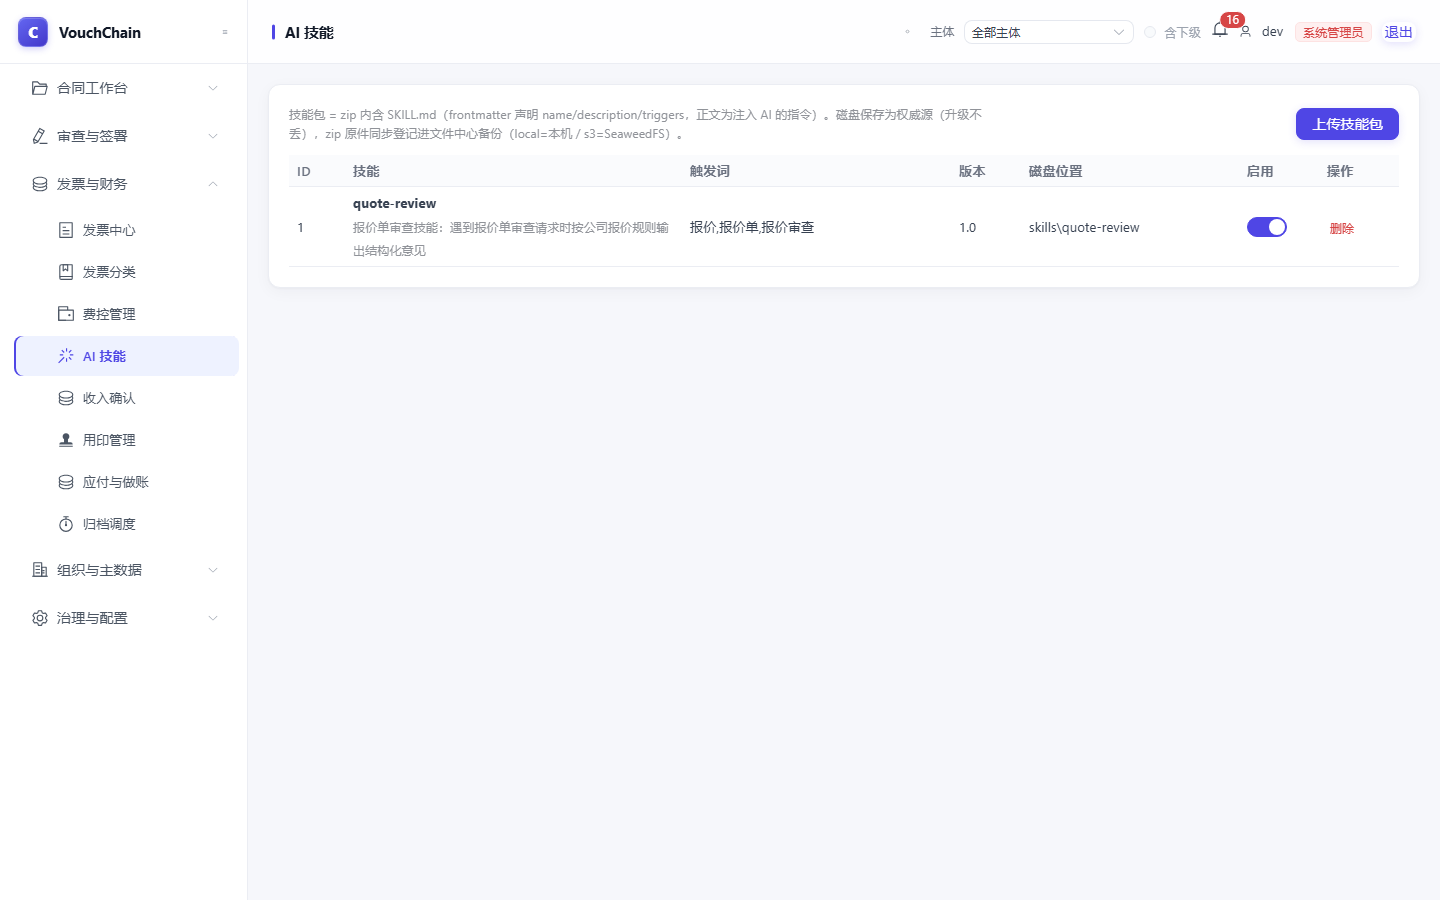 C VouchChain
合同工作台
审查与签署
发票与财务
发票中心
发票分类
费控管理
AI 技能
收入确认
用印管理
应付与做账
归档调度
组织与主数据
治理与配置
AI 技能
主体 全部主体 含下级 16 dev 系统管理员 退出
技能包 = zip 内含 SKILL.md（frontmatter 声明 name/description/triggers，正文为注入 AI 的指令）。磁盘保存为权威源（升级不
丢），zip 原件同步登记进文件中心备份（local=本机 / s3=SeaweedFS）。
上传技能包
ID 技能 触发词 版本 磁盘位置 启用 操作
quote-review
1 报价单审查技能：遇到报价单审查请求时按公司报价规则输 报价,报价单,报价审查 1.0 skills\quote-review 删除
出结构化意见